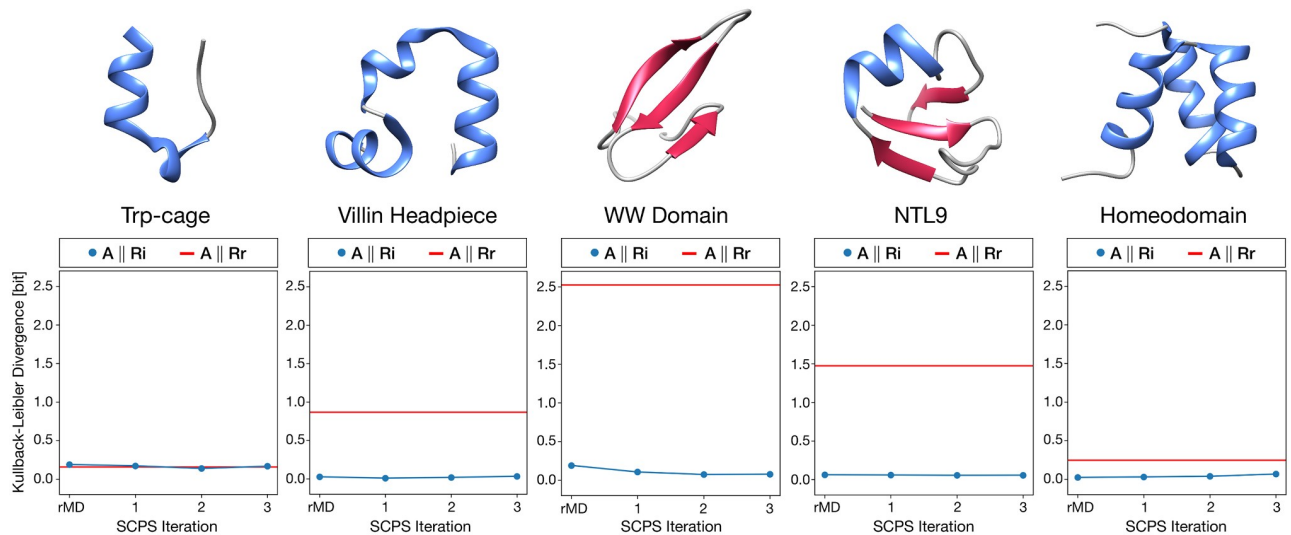 Trp-cage
Villin Headpiece
WW Domain
NTL9
Homeodomain
A || Ri A || Rr
A || Ri A || Rr
A || Ri A || Rr
A || Ri A || Rr
A || Ri A || Rr
Kullback-Leibler Divergence [bit]
2.5
2.0
1.5
1.0
0.5
0.0
rMD 1 2 3
SCPS Iteration
2.5
2.0
1.5
1.0
0.5
0.0
rMD 1 2 3
SCPS Iteration
2.5
2.0
1.5
1.0
0.5
0.0
rMD 1 2 3
SCPS Iteration
2.5
2.0
1.5
1.0
0.5
0.0
rMD 1 2 3
SCPS Iteration
2.5
2.0
1.5
1.0
0.5
0.0
rMD 1 2 3
SCPS Iteration